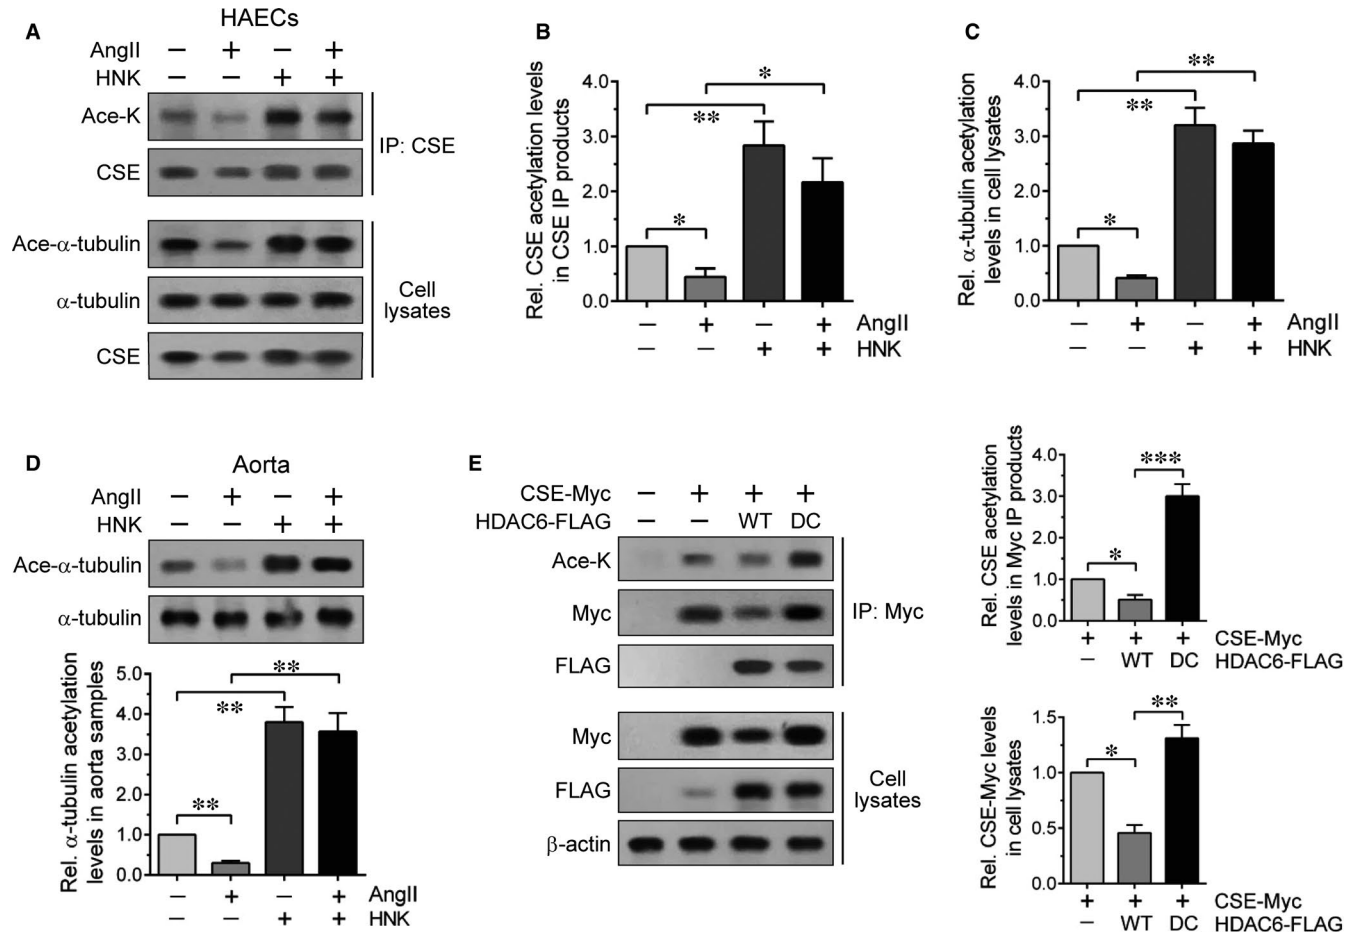 A
HAECs
AngII − + − +
HNK − − + +
Ace-K
CSE
IP: CSE
Ace-α-tubulin
α-tubulin
CSE
Cell
lysates
B
Rel. CSE acetylation levels
in CSE IP products
4.0
3.0
2.0
1.0
0.0
*
**
*
− + − + AngII
− − + + HNK
C
Rel. α-tubulin acetylation
levels in cell lysates
4.0
3.0
2.0
1.0
0.0
**
**
*
− + − + AngII
− − + + HNK
D
Aorta
AngII − + − +
HNK − − + +
Ace-α-tubulin
α-tubulin
Rel. α-tubulin acetylation
levels in aorta samples
5.0
4.0
3.0
2.0
1.0
0.0
**
**
**
− + − + AngII
− − + + HNK
E
CSE-Myc − + + +
HDAC6-FLAG − − WT DC
Ace-K
Myc
FLAG
IP: Myc
Myc
FLAG
β-actin
Cell
lysates
Rel. CSE acetylation
levels in Myc IP products
4.0
3.0
2.0
1.0
0.0
***
*
+ + + CSE-Myc
− WT DC HDAC6-FLAG
Rel. CSE-Myc levels
in cell lysates
1.5
1.0
0.5
0.0
**
*
+ + + CSE-Myc
− WT DC HDAC6-FLAG